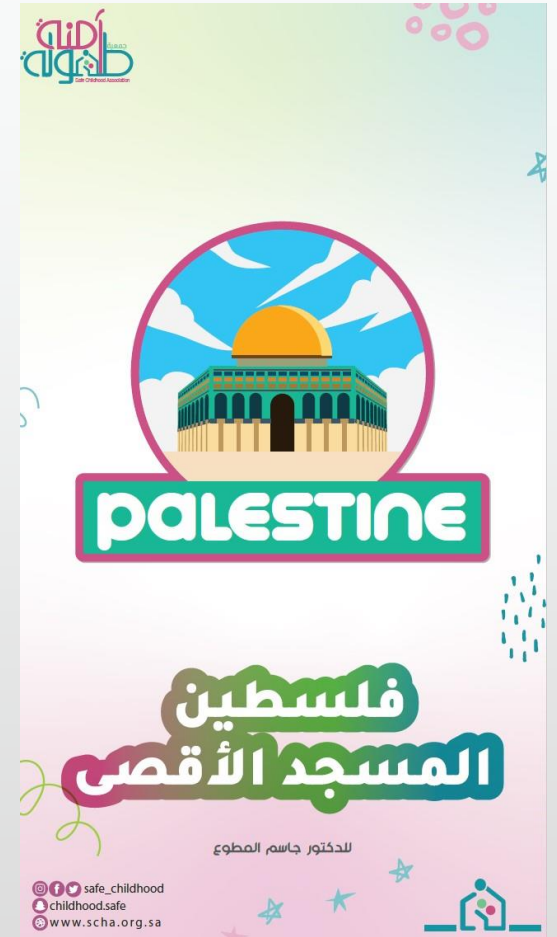 جمعية
طفولة آمنة
Safe Childhood Association
PALESTINE
فلسطين
المسجد الأقصى
للدكتور جاسم المطوع
safe_childhood
childhood.safe
www.scha.org.sa